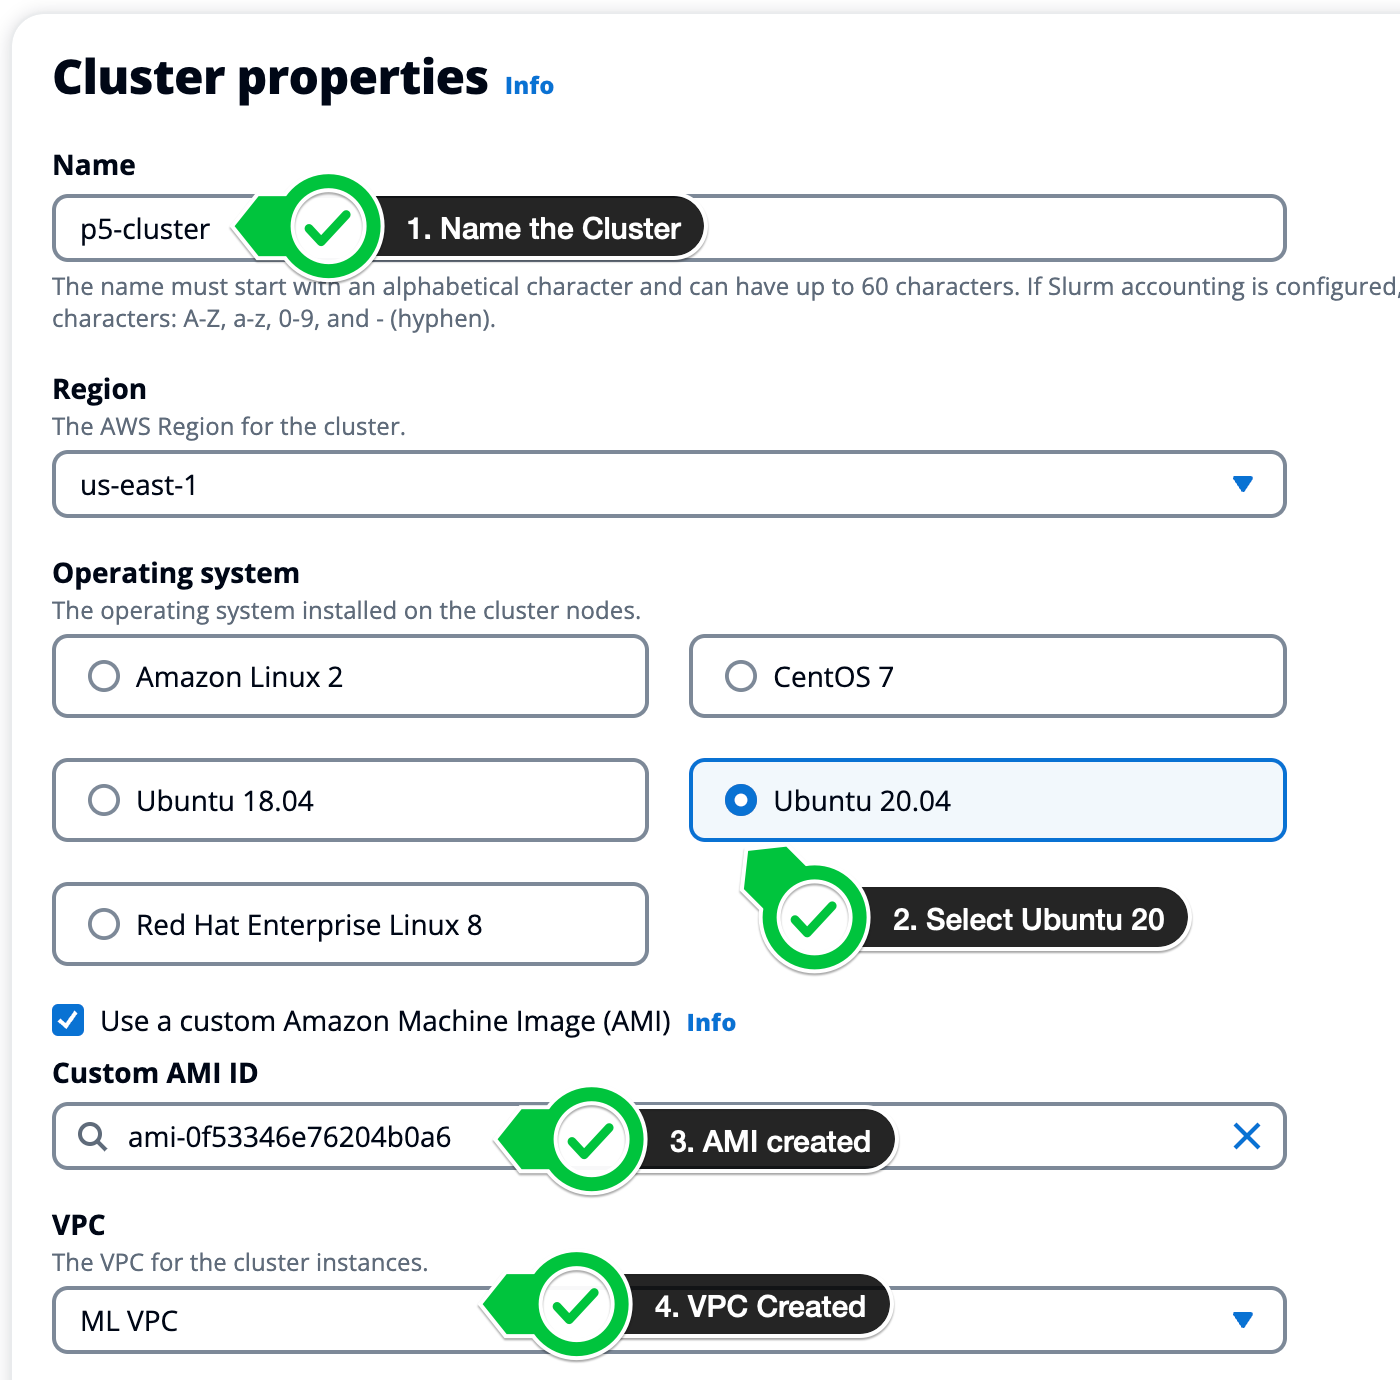 Cluster properties Info
Name
p5-cluster
1. Name the Cluster
The name must start with an alphabetical character and can have up to 60 characters. If Slurm accounting is configured,
characters: A-Z, a-z, 0-9, and - (hyphen).
Region
The AWS Region for the cluster.
us-east-1
Operating system
The operating system installed on the cluster nodes.
Amazon Linux 2
CentOS 7
Ubuntu 18.04
Ubuntu 20.04
Red Hat Enterprise Linux 8
2. Select Ubuntu 20
Use a custom Amazon Machine Image (AMI) Info
Custom AMI ID
ami-0f53346e76204b0a6
3. AMI created
VPC
The VPC for the cluster instances.
ML VPC
4. VPC Created